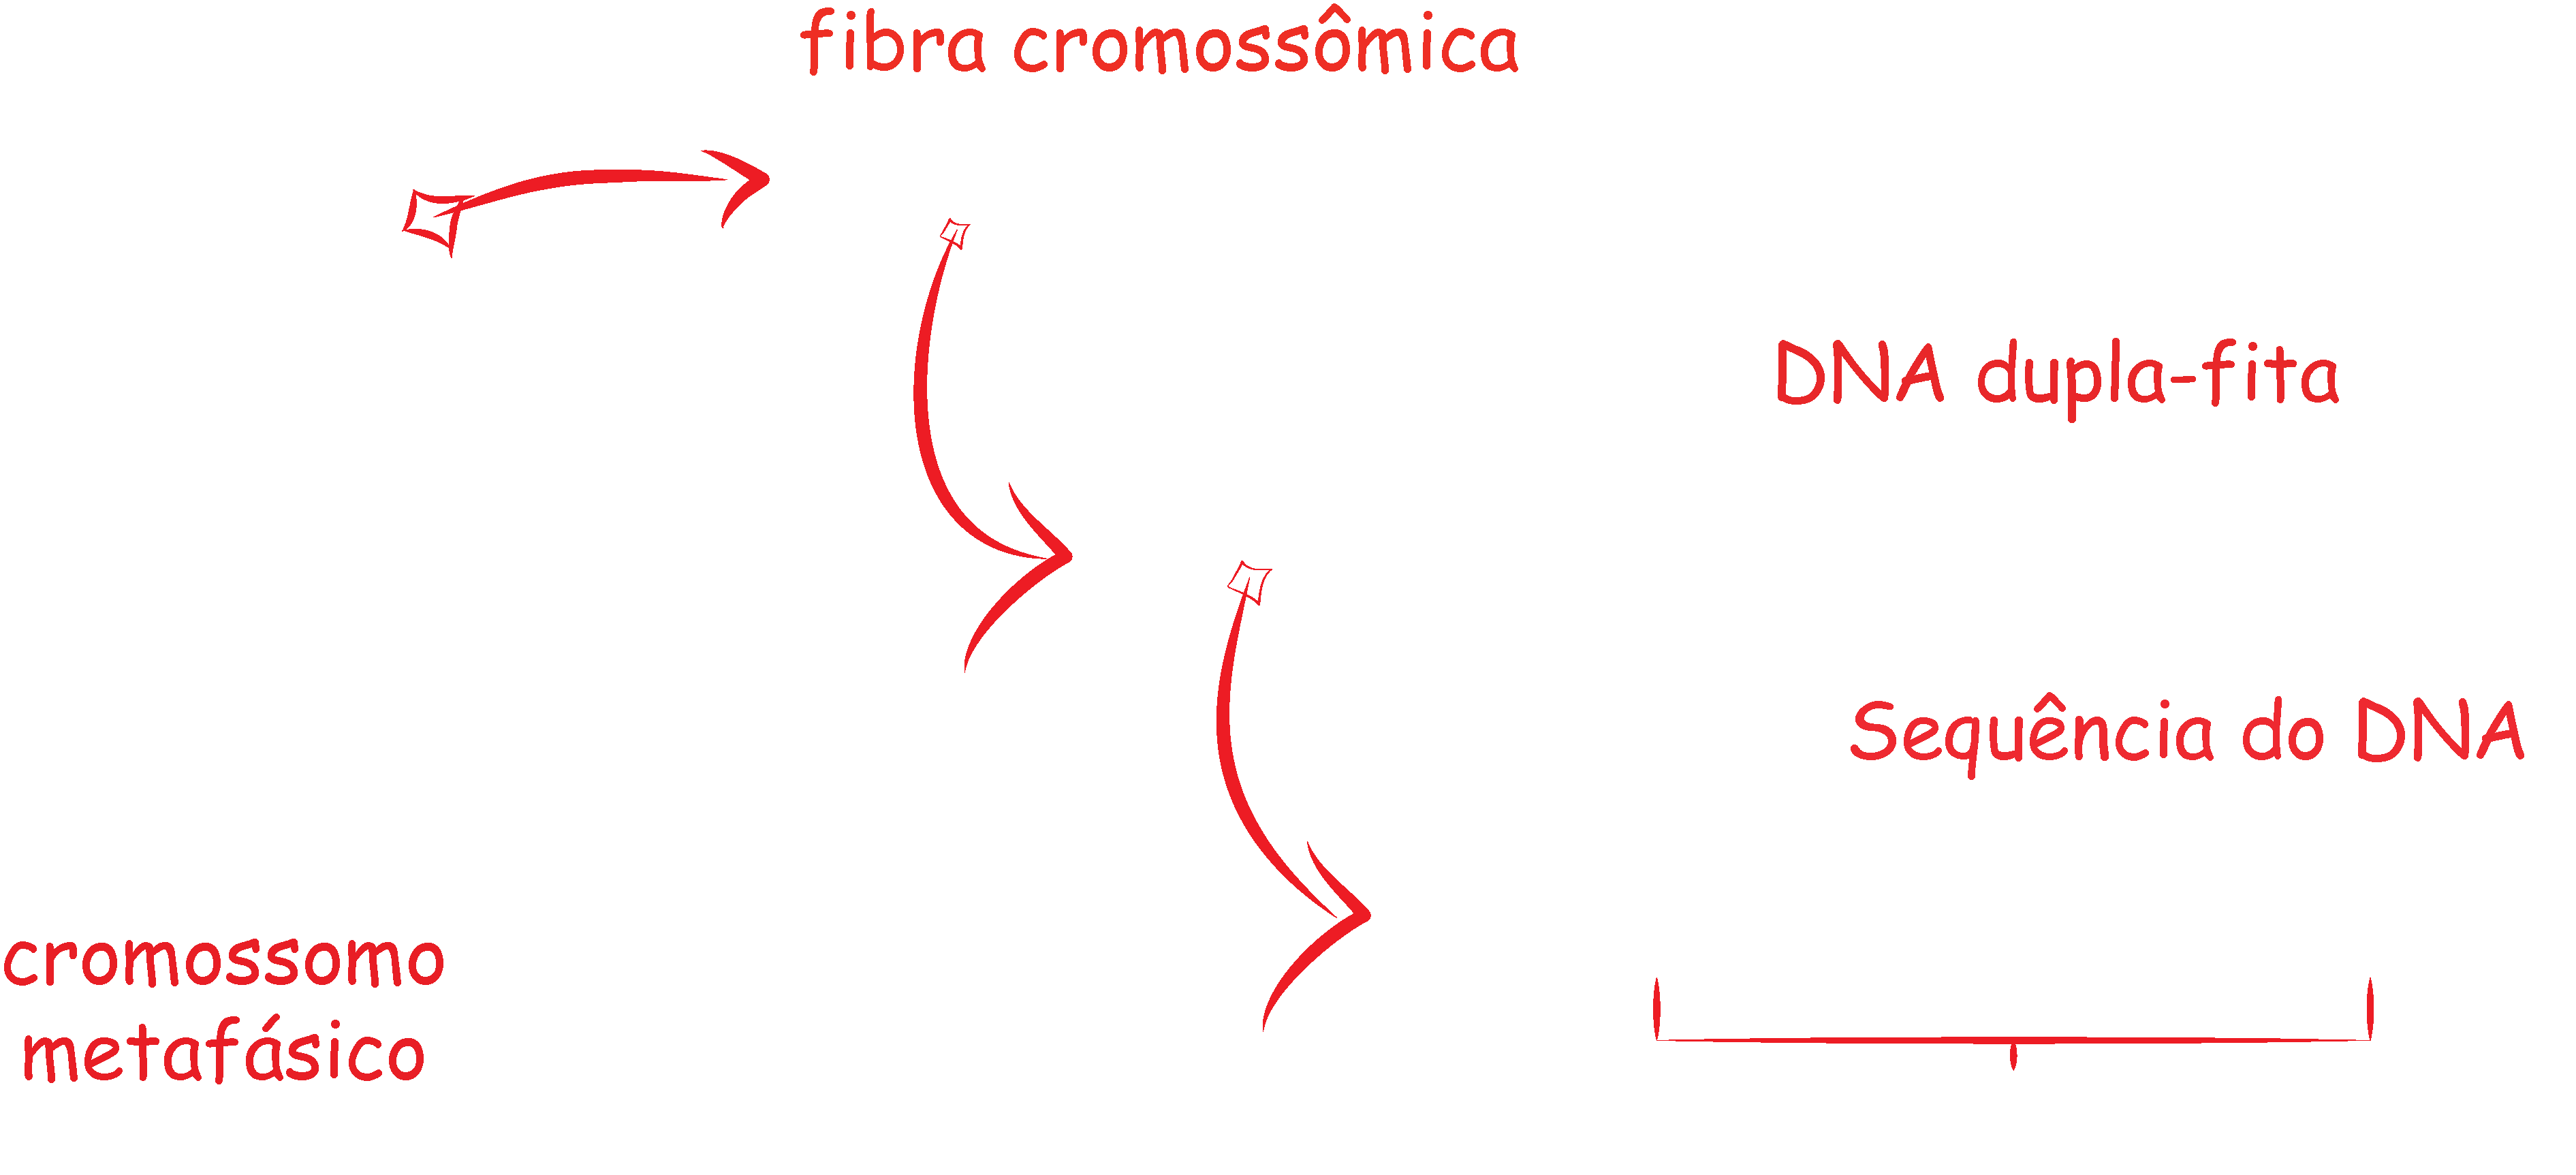 fibra cromossômica
DNA dupla-fita
Sequência do DNA
cromossomo
metafásico